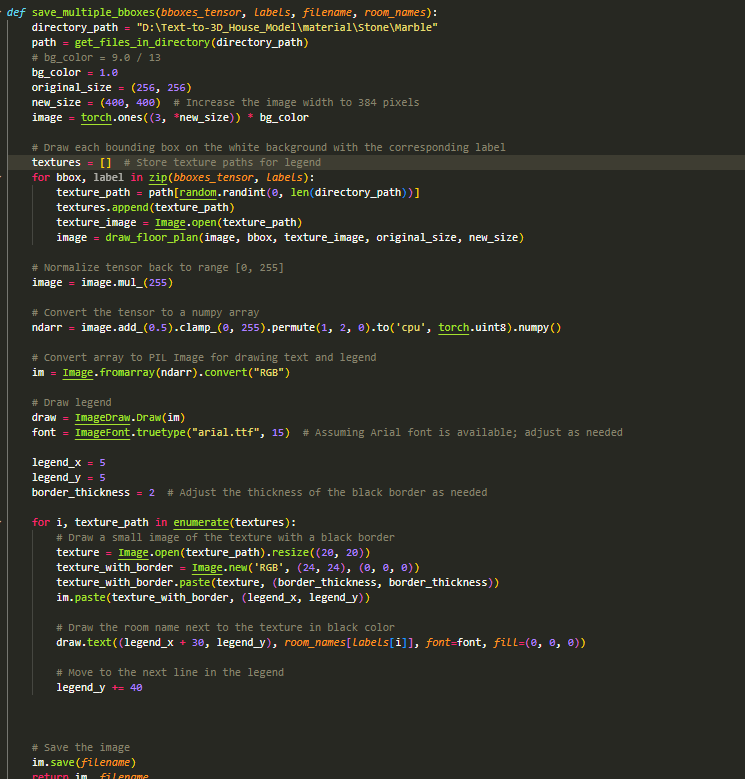 def save_multiple_bboxes(bboxes_tensor, labels, filename, room_names):
    directory_path = "D:\Text-to-3D_House_Model\material\Stone\Marble"
    path = get_files_in_directory(directory_path)
    # bg_color = 9.0 / 13
    bg_color = 1.0
    original_size = (256, 256)
    new_size = (400, 400)  # Increase the image width to 384 pixels
    image = torch.ones((3, *new_size)) * bg_color
    # Draw each bounding box on the white background with the corresponding label
    textures = []  # Store texture paths for legend
    for bbox, label in zip(bboxes_tensor, labels):
        texture_path = path[random.randint(0, len(directory_path))]
        textures.append(texture_path)
        texture_image = Image.open(texture_path)
        image = draw_floor_plan(image, bbox, texture_image, original_size, new_size)
    # Normalize tensor back to range [0, 255]
    image = image.mul_(255)
    # Convert the tensor to a numpy array
    ndarr = image.add_(0.5).clamp_(0, 255).permute(1, 2, 0).to('cpu', torch.uint8).numpy()
    # Convert array to PIL Image for drawing text and legend
    im = Image.fromarray(ndarr).convert("RGB")
    # Draw legend
    draw = ImageDraw.Draw(im)
    font = ImageFont.truetype("arial.ttf", 15)  # Assuming Arial font is available; adjust as needed
    legend_x = 5
    legend_y = 5
    border_thickness = 2  # Adjust the thickness of the black border as needed
    for i, texture_path in enumerate(textures):
        # Draw a small image of the texture with a black border
        texture = Image.open(texture_path).resize((20, 20))
        texture_with_border = Image.new('RGB', (24, 24), (0, 0, 0))
        texture_with_border.paste(texture, (border_thickness, border_thickness))
        im.paste(texture_with_border, (legend_x, legend_y))
        # Draw the room name next to the texture in black color
        draw.text((legend_x + 30, legend_y), room_names[labels[i]], font=font, fill=(0, 0, 0))
        # Move to the next line in the legend
        legend_y += 40
    # Save the image
    im.save(filename)
    return im, filename